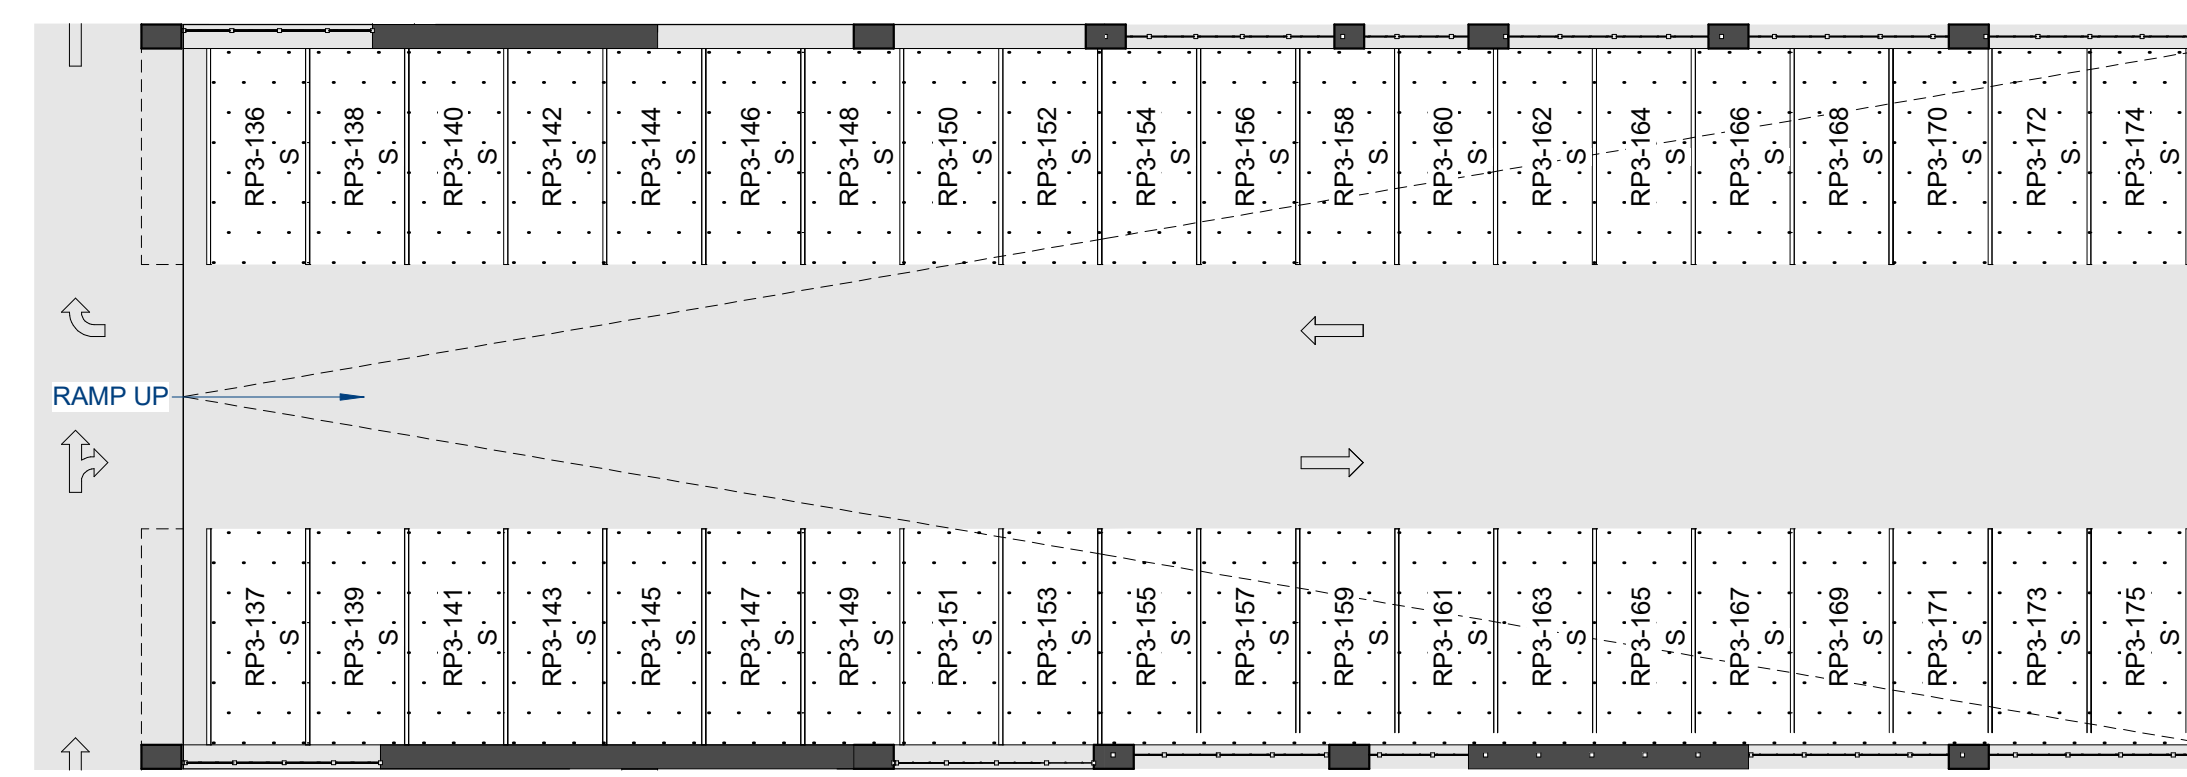 RP3-136
S
RP3-138
S
RP3-140
S
RP3-142
S
RP3-144
S
RP3-146
S
RP3-148
S
RP3-150
S
RP3-152
S
RP3-154
S
RP3-156
S
RP3-158
S
RP3-160
S
RP3-162
S
RP3-164
S
RP3-166
S
RP3-168
S
RP3-170
S
RP3-172
S
RP3-174
S
RAMP UP
RP3-137
S
RP3-139
S
RP3-141
S
RP3-143
S
RP3-145
S
RP3-147
S
RP3-149
S
RP3-151
S
RP3-153
S
RP3-155
S
RP3-157
S
RP3-159
S
RP3-161
S
RP3-163
S
RP3-165
S
RP3-167
S
RP3-169
S
RP3-171
S
RP3-173
S
RP3-175
S